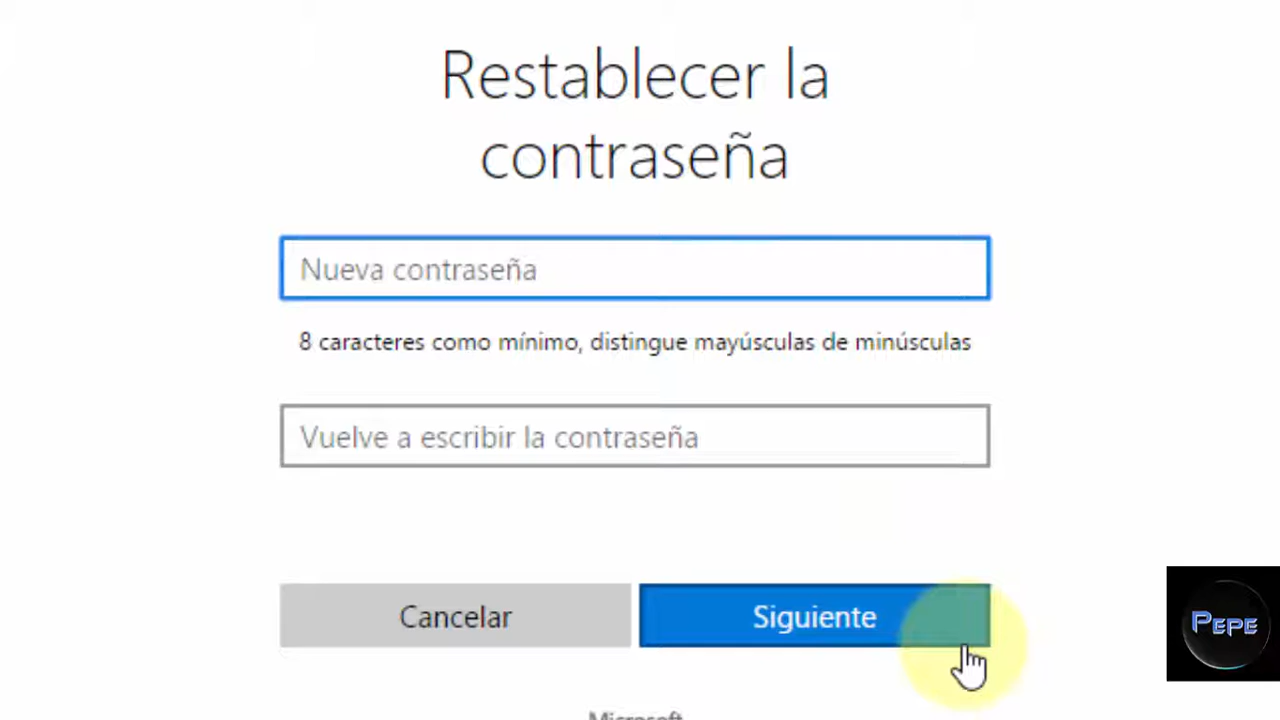 Restablecer la
contraseña
Nueva contraseña
8 caracteres como mínimo, distingue mayúsculas de minúsculas
Vuelve a escribir la contraseña
Cancelar
Siguiente
PEPE
Microsoft